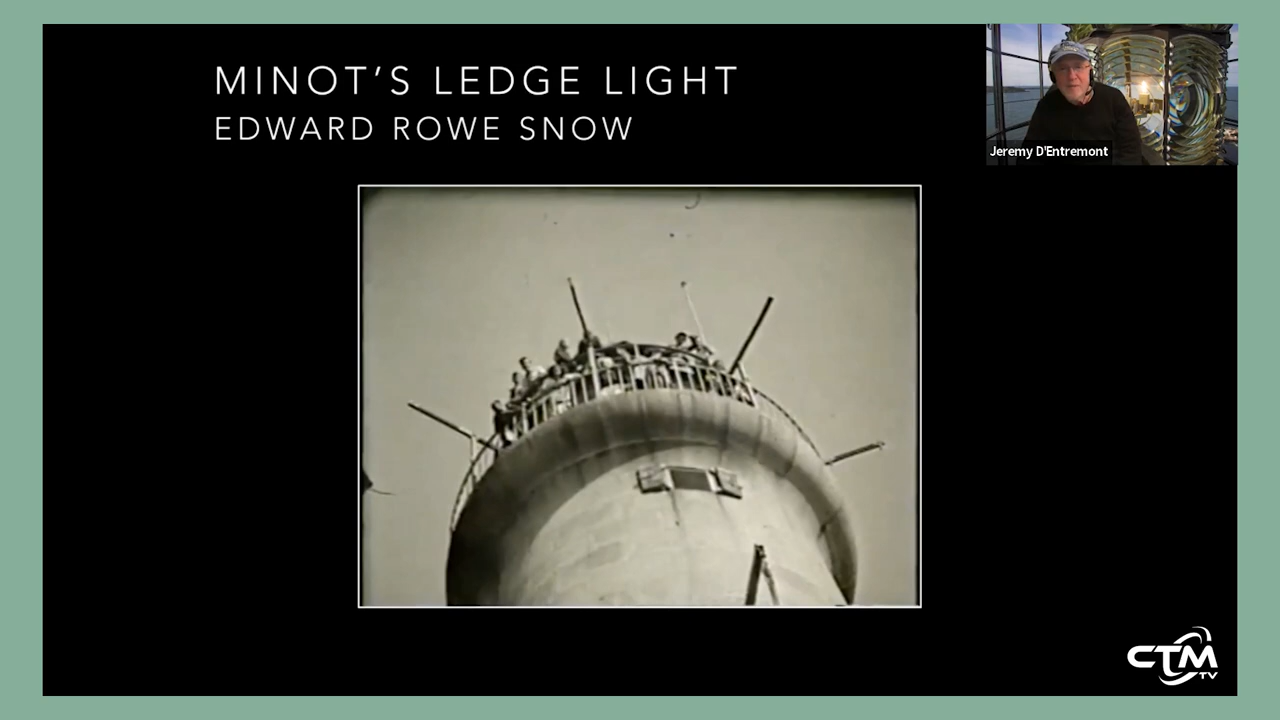 MINOT'S LEDGE LIGHT
EDWARD ROWE SNOW
Jeremy D'Entremont
CTM
TV